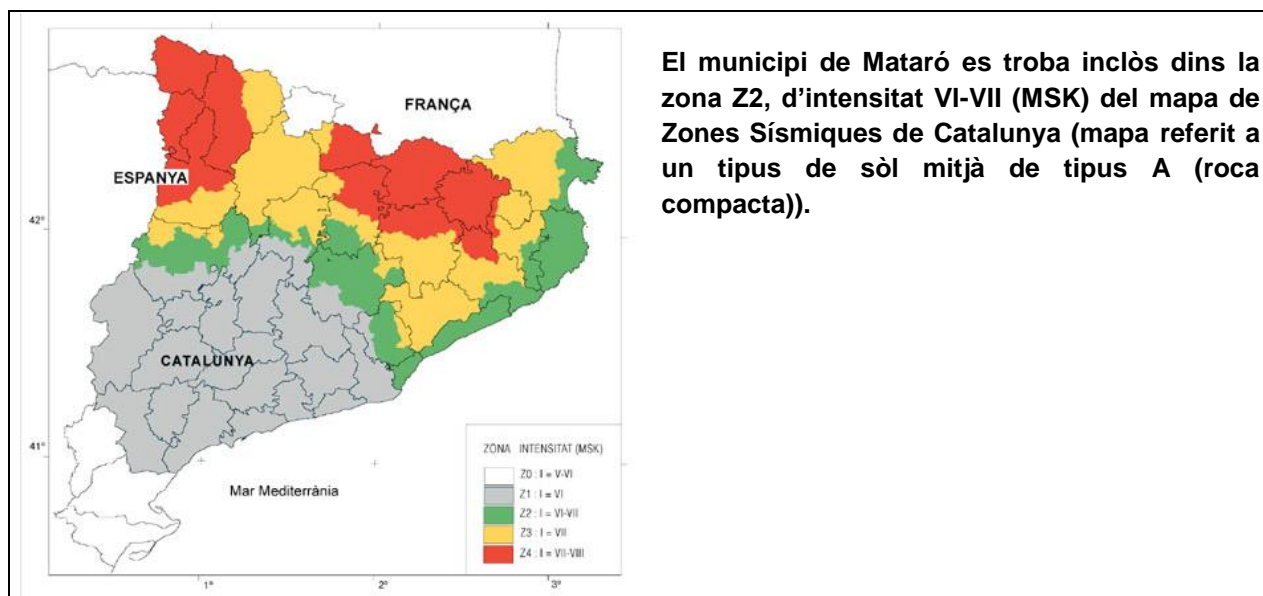 El municipi de Mataró es troba inclòs dins la
zona Z2, d'intensitat VI-VII (MSK) del mapa de
Zones Sísmiques de Catalunya (mapa referit a
un tipus de sòl mitjà de tipus A (roca
compacta)).
FRANÇA
ESPANYA
42°
CATALUNYA
41°
Mar Mediterrània
ZONA INTENSITAT (MSK)
Z0 : I = V-VI
Z1 : I = VI
Z2 : I = VI-VII
Z3 : I = VII
Z4 : I = VII-VIII
1° 2° 3°